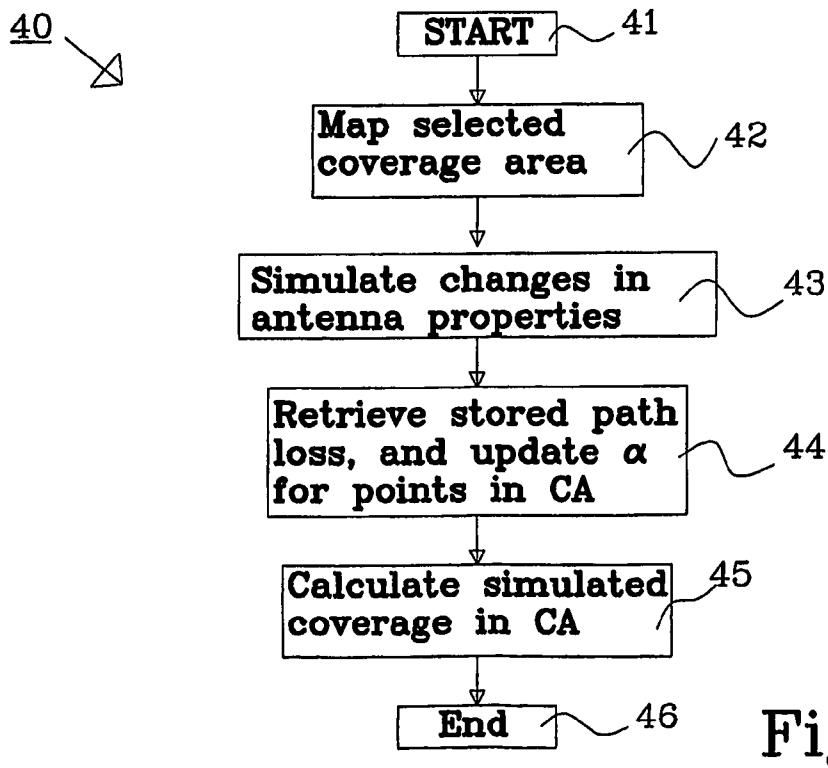 40
START
41
Map selected
coverage area
42
Simulate changes in
antenna properties
43
Retrieve stored path
loss, and update α
for points in CA
44
Calculate simulated
coverage in CA
45
End
46
Fi